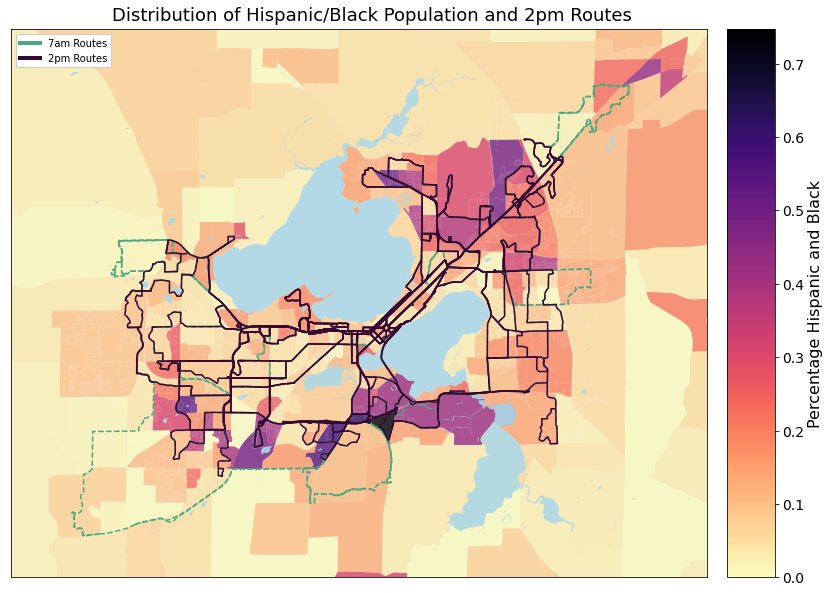 Distribution of Hispanic/Black Population and 2pm Routes
7am Routes
2pm Routes
0.7
0.6
0.5
0.4
0.3
0.2
0.1
0.0
Percentage Hispanic and Black